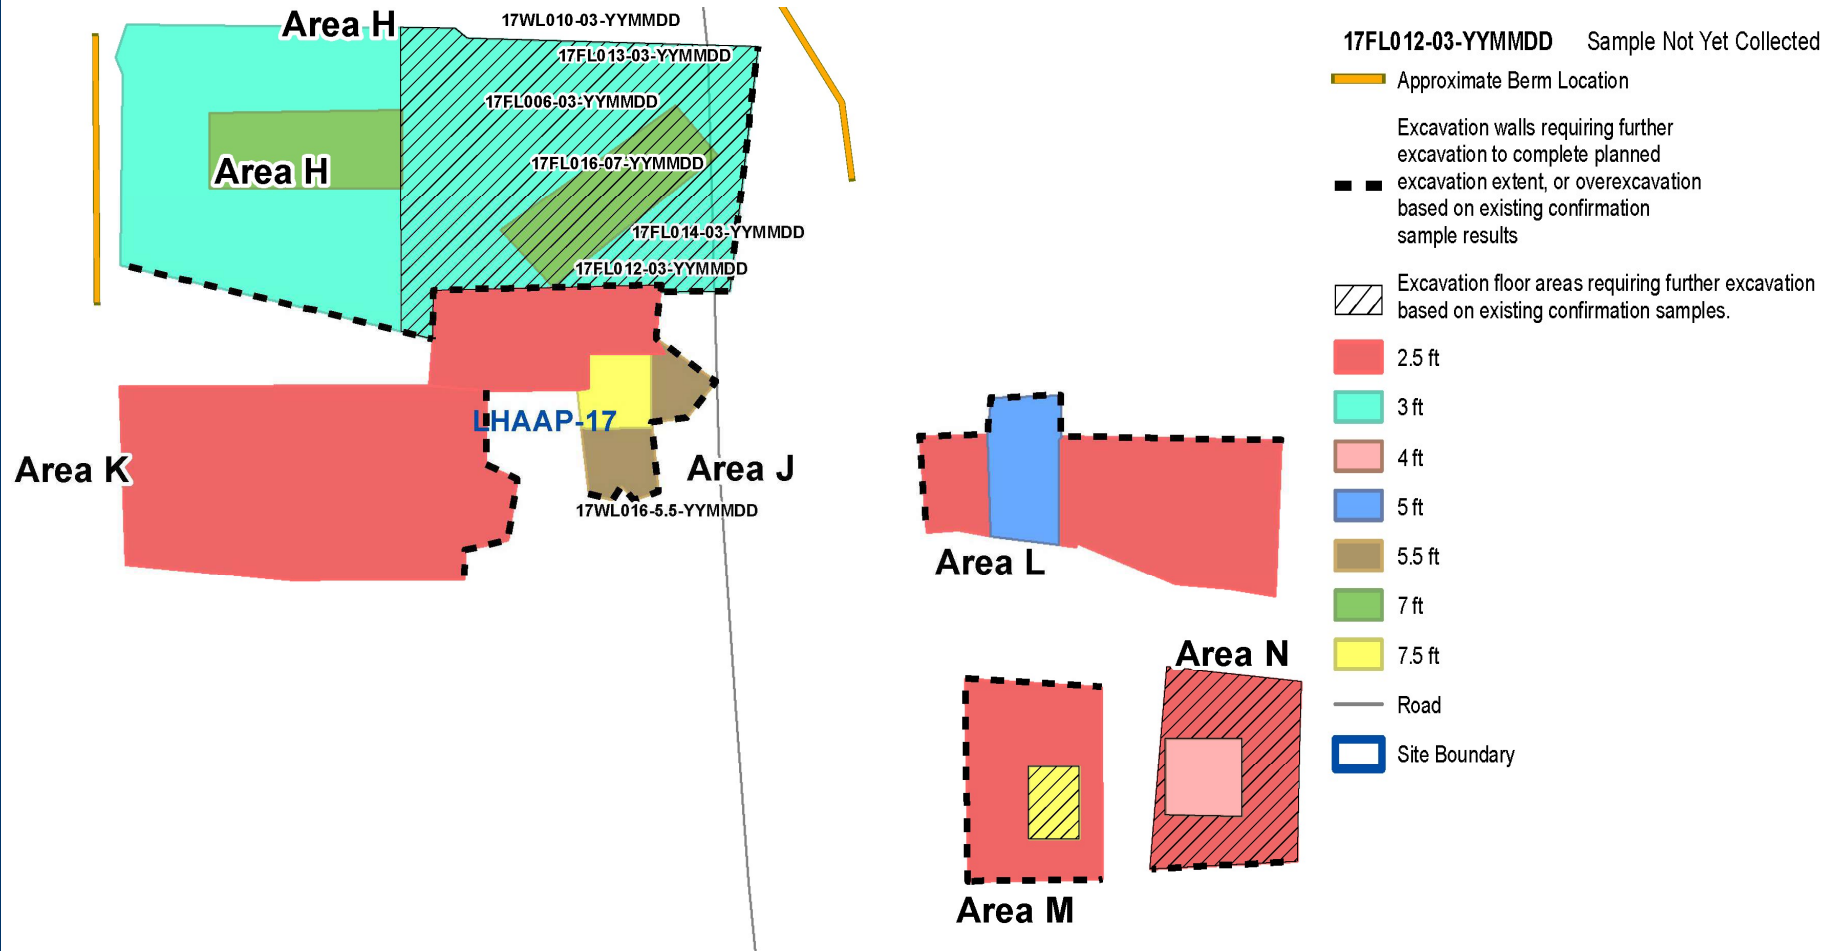 Area H
17WL010-03-YYMMDD
17FL013-03-YYMMDD
17FL006-03-YYMMDD
Area H
17FL016-07-YYMMDD
17FL014-03-YYMMDD
17FL012-03-YYMMDD
LHAAP-17
Area K
Area J
17WL016-5.5-YYMMDD
Area L
Area N
Area M
17FL012-03-YYMMDD Sample Not Yet Collected
Approximate Berm Location
Excavation walls requiring further
excavation to complete planned
excavation extent, or overexcavation
based on existing confirmation
sample results
Excavation floor areas requiring further excavation
based on existing confirmation samples.
2.5 ft
3 ft
4 ft
5 ft
5.5 ft
7 ft
7.5 ft
Road
Site Boundary